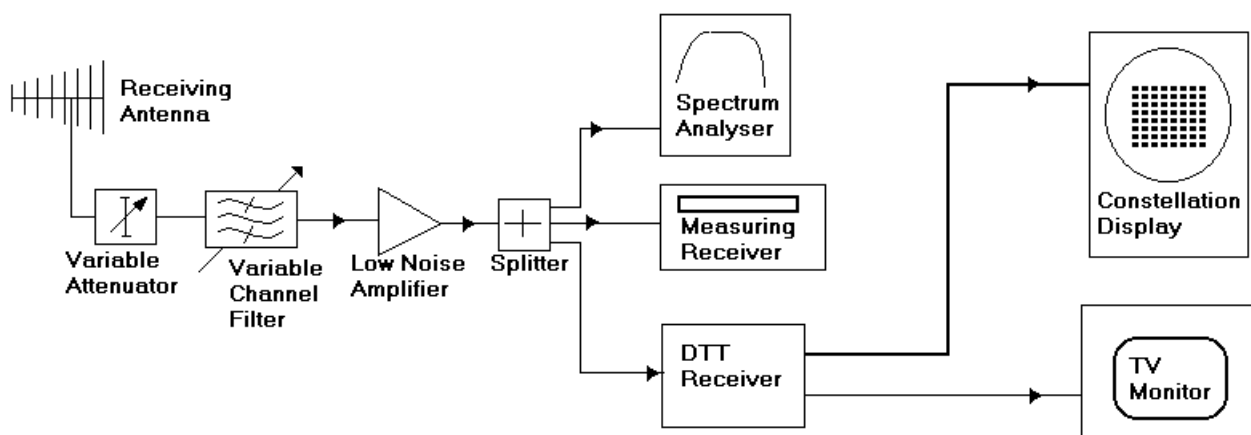 Receiving
Antenna
Variable
Attenuator
Variable
Channel
Filter
Low Noise
Amplifier
Splitter
Spectrum
Analyser
Measuring
Receiver
DTT
Receiver
Constellation
Display
TV
Monitor